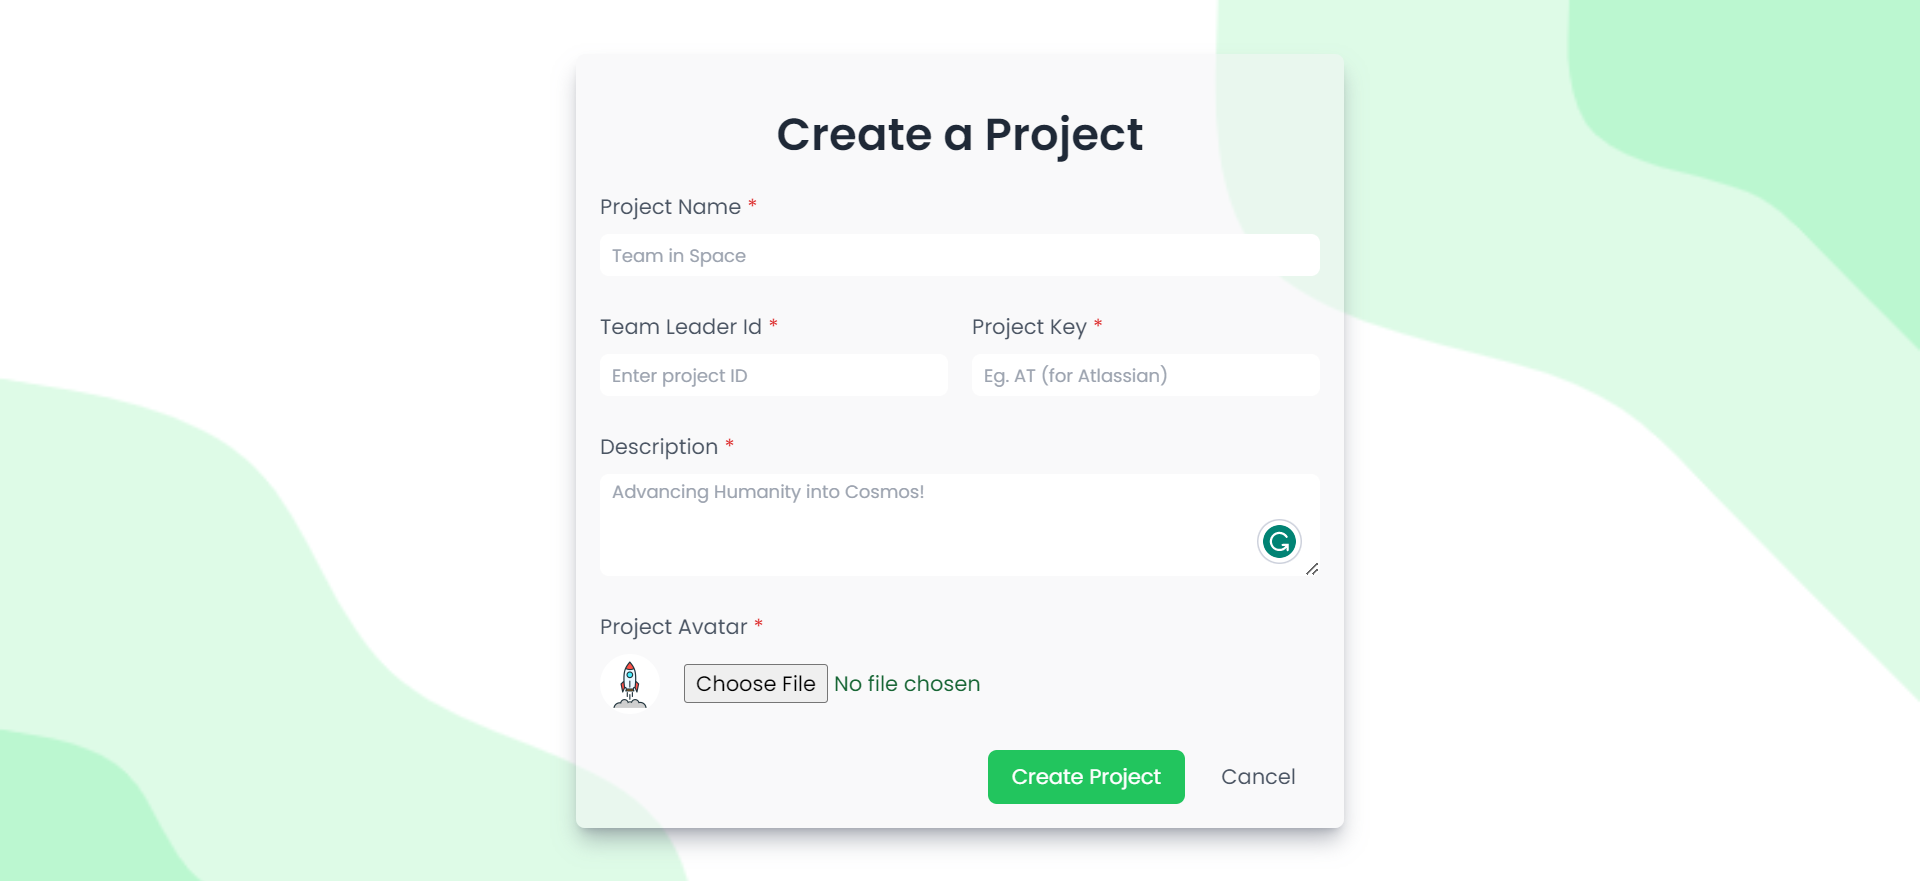 Create a Project
Project Name *
Team in Space
Team Leader Id * Project Key *
Enter project ID Eg. AT (for Atlassian)
Description *
Advancing Humanity into Cosmos!
Project Avatar *
Choose File No file chosen
Create Project Cancel